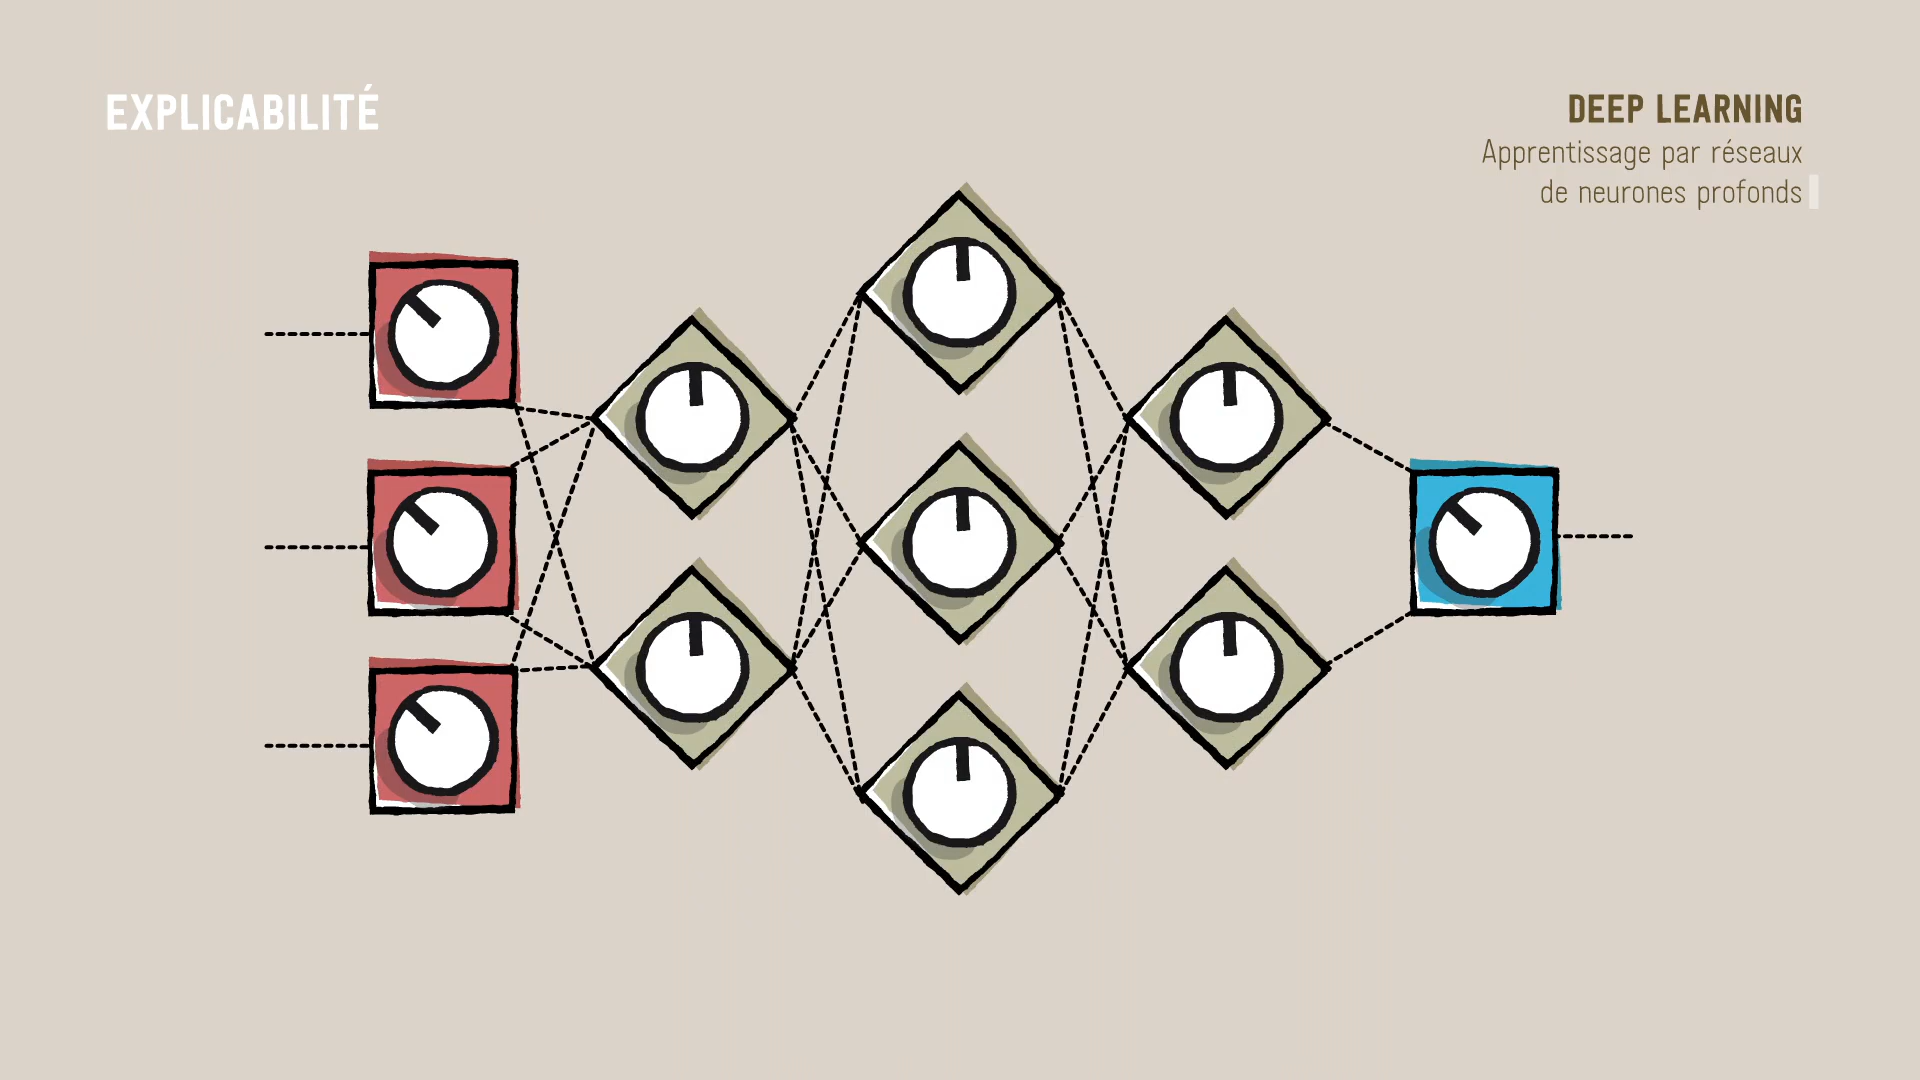 EXPLICABILITÉ
DEEP LEARNING
Apprentissage par réseaux
de neurones profonds